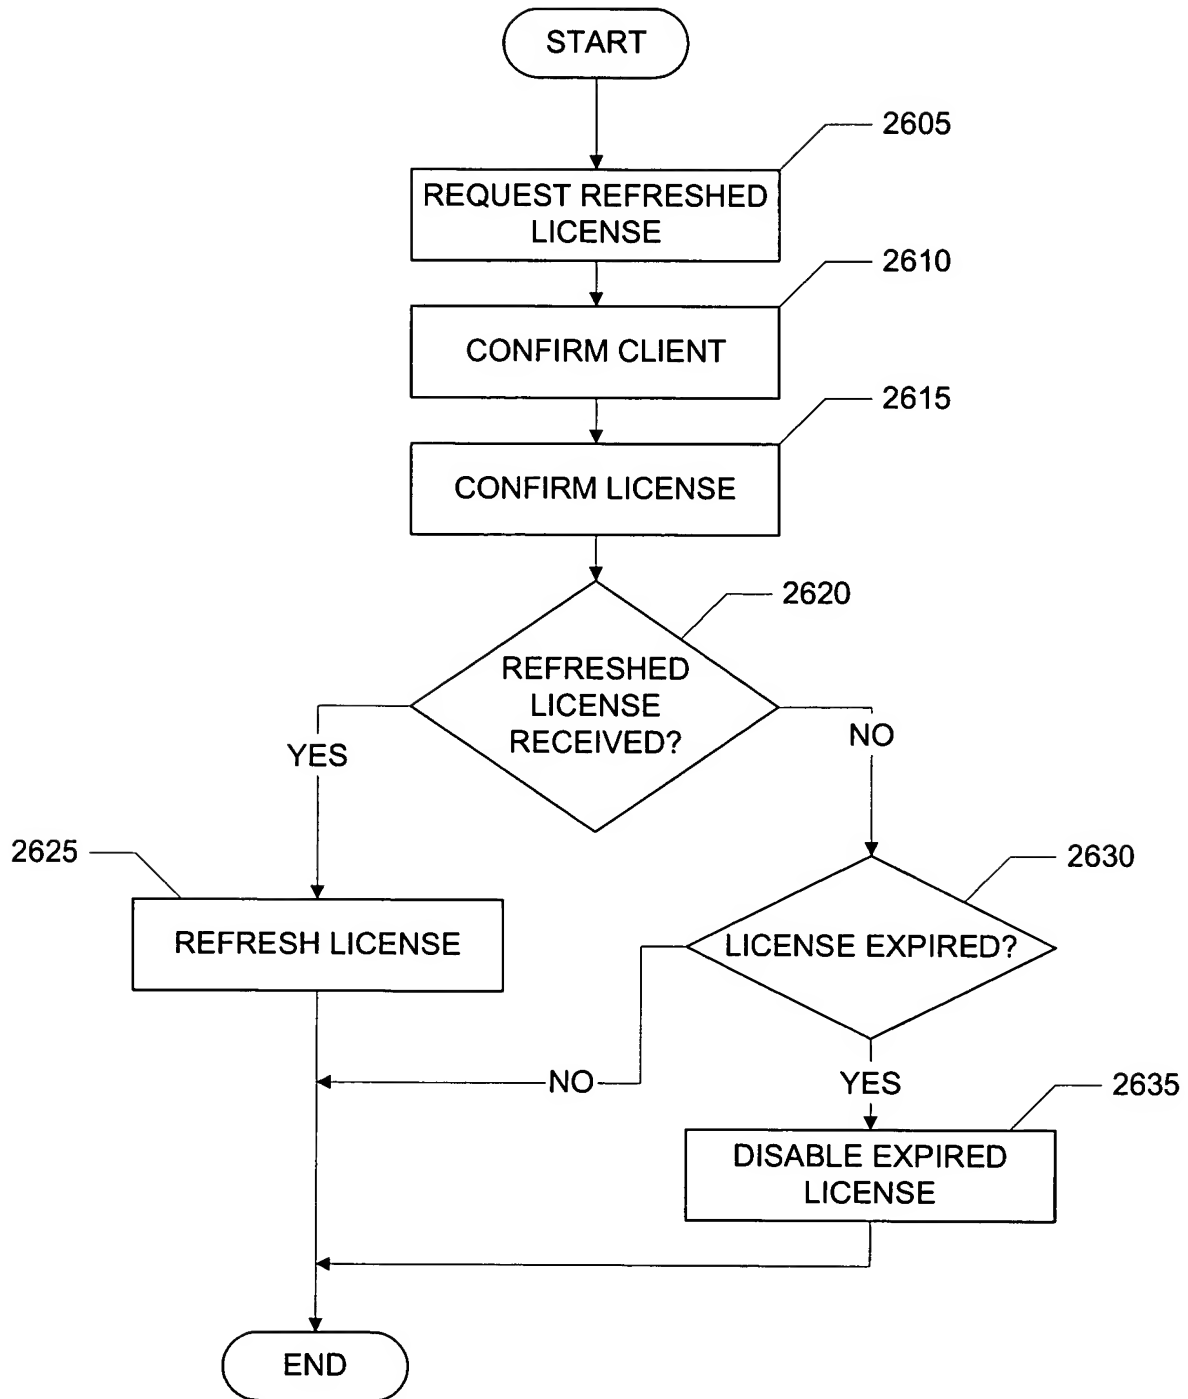 START
2605
REQUEST REFRESHED
LICENSE
2610
CONFIRM CLIENT
2615
CONFIRM LICENSE
2620
REFRESHED
LICENSE
RECEIVED?
YES
NO
2625
2630
REFRESH LICENSE
LICENSE EXPIRED?
NO
YES
2635
DISABLE EXPIRED
LICENSE
END